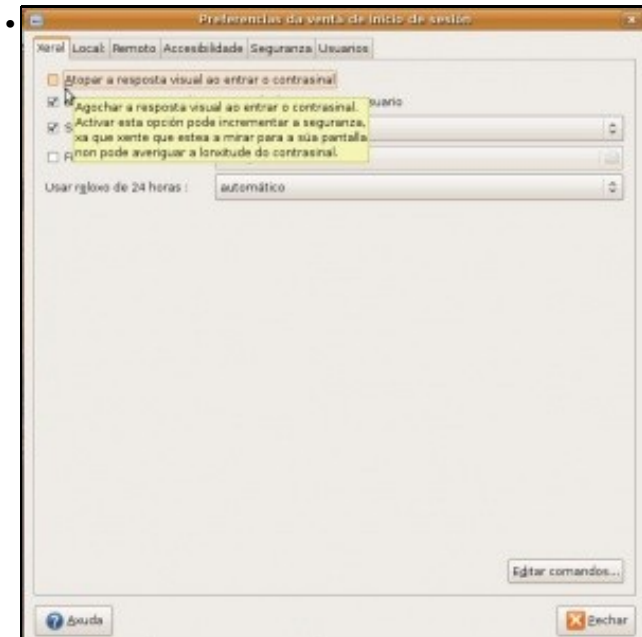 Preferencias da venta de inicio de sesión
Xeral Local: Remoto Accesibilidade Seguranza Usuarios
Atopar a resposta visual ao entrar o contrasinal
usuario
Agochar a resposta visual ao entrar o contrasinal.
Activar esta opción pode incrementar a seguranza,
xa que xente que estea a mirar para a súa pantalla
non pode averiguar a lonxitude do contrasinal.
S
F
Usar reloxo de 24 horas : automático
Editar comandos...
Axuda Pechar